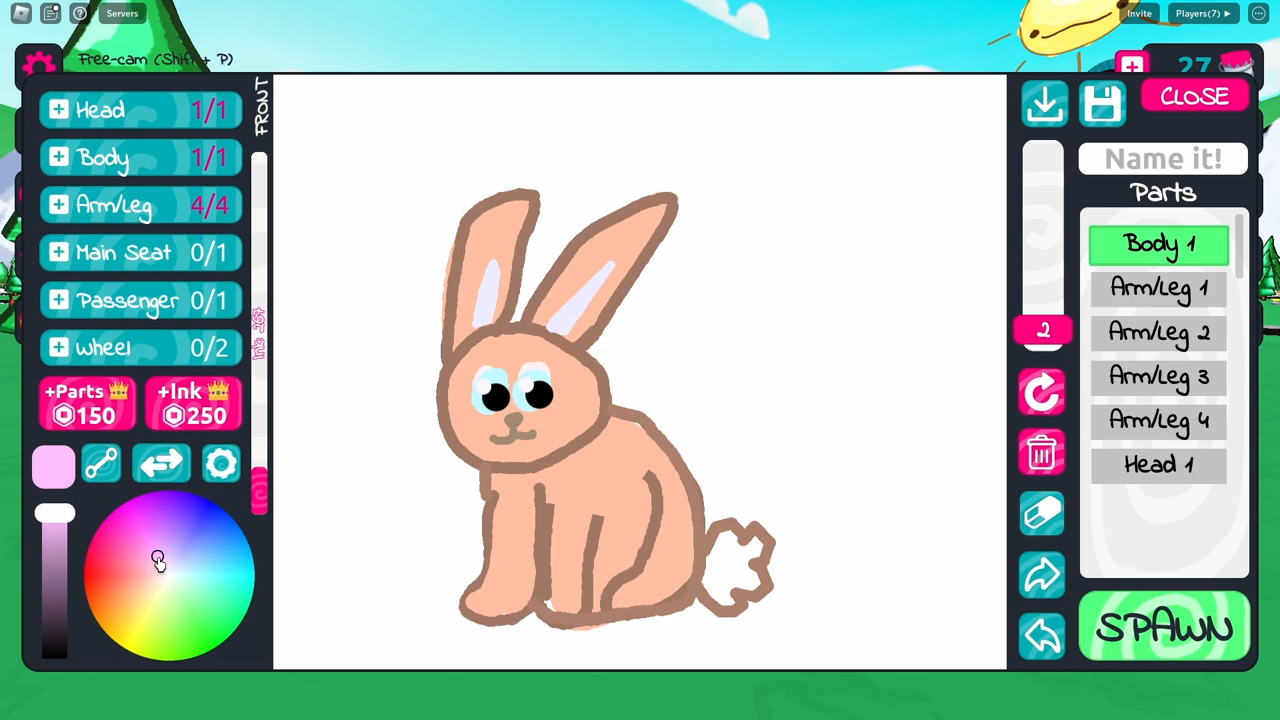 Servers
Invite
Players(7)
Free-cam (Shift + P)
27
FRONT
Head 1/1
Body 1/1
Arm/Leg 4/4
Main Seat 0/1
Passenger 0/1
Wheel 0/2
+Parts
150
+Ink
250
CLOSE
Name it!
Parts
Body 1
Arm/Leg 1
Arm/Leg 2
Arm/Leg 3
Arm/Leg 4
Head 1
2
SPAWN